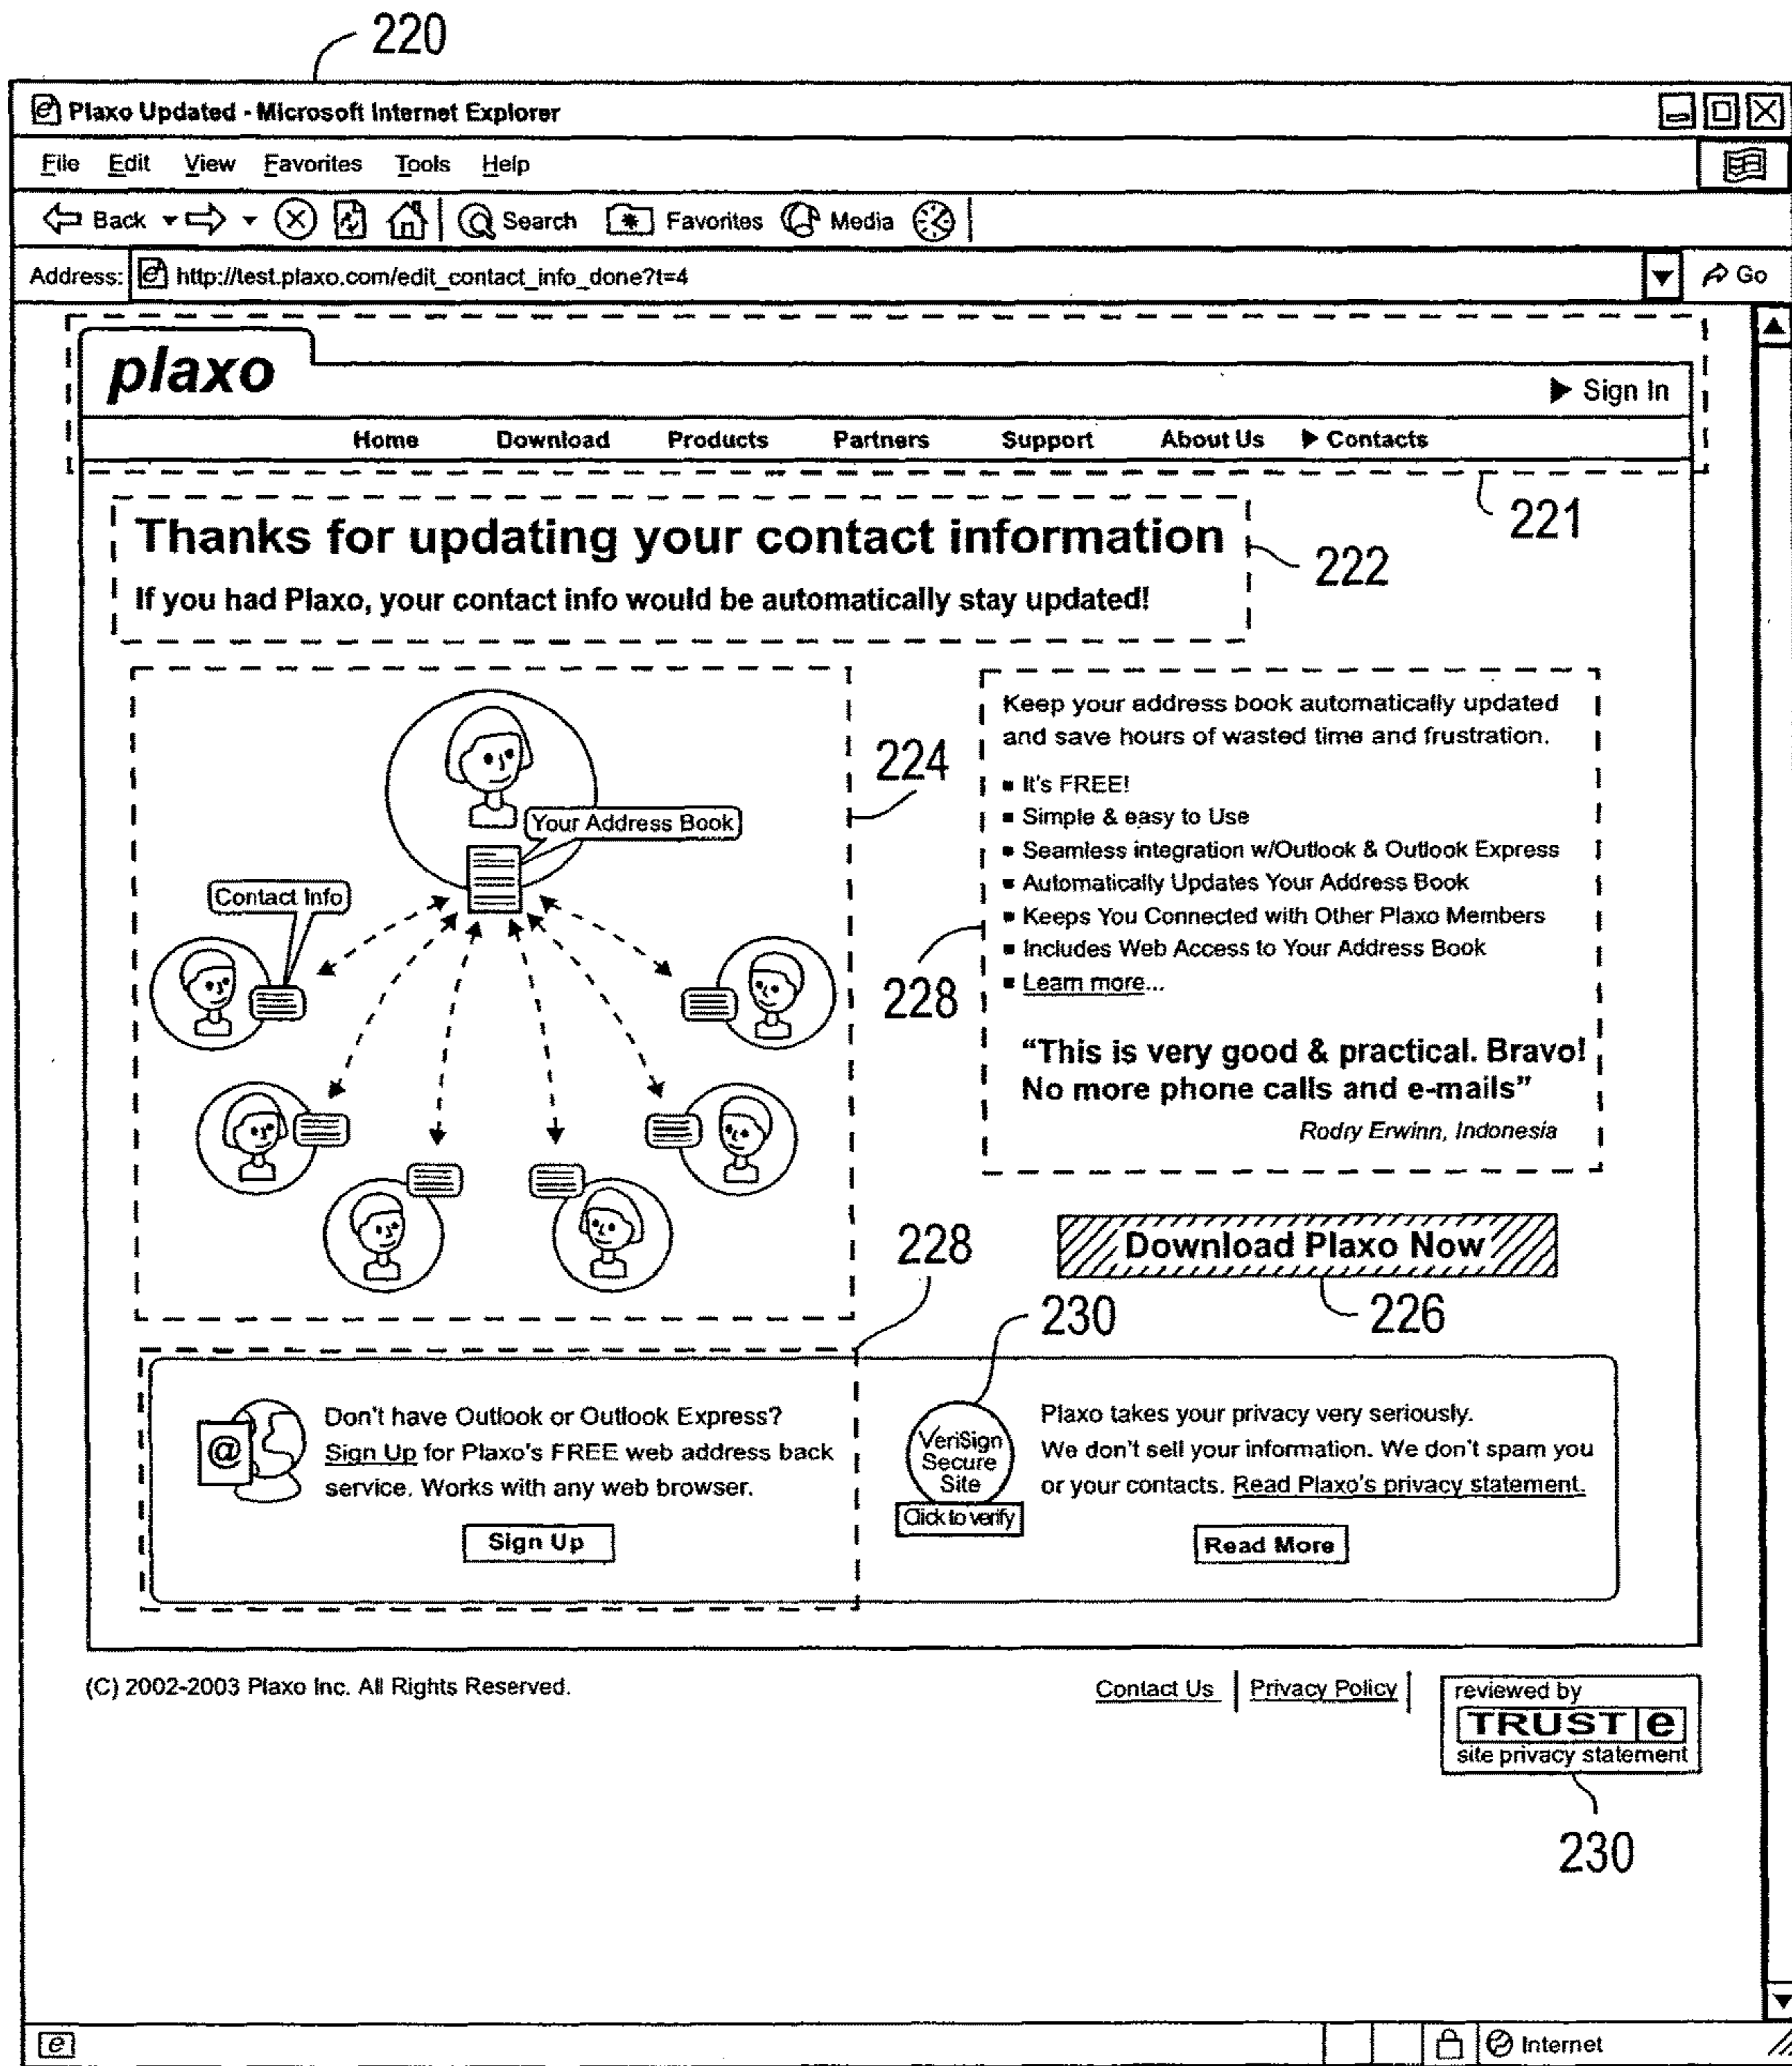 220
Plaxo Updated - Microsoft Internet Explorer
File Edit View Favorites Tools Help
Back Search Favorites Media
Address: http://test.plaxo.com/edit_contact_info_done?t=4 Go
plaxo
Sign In
Home Download Products Partners Support About Us Contacts
221
Thanks for updating your contact information
If you had Plaxo, your contact info would be automatically stay updated!
222
224
Your Address Book
Contact Info
Keep your address book automatically updated
and save hours of wasted time and frustration.
It's FREE!
Simple & easy to Use
Seamless integration w/Outlook & Outlook Express
Automatically Updates Your Address Book
Keeps You Connected with Other Plaxo Members
Includes Web Access to Your Address Book
Learn more...
228
"This is very good & practical. Bravo!
No more phone calls and e-mails"
Rodry Erwinn, Indonesia
Download Plaxo Now
226
228
230
@
Don't have Outlook or Outlook Express?
Sign Up for Plaxo's FREE web address back
service. Works with any web browser.
Sign Up
VeriSign
Secure
Site
Click to verify
Plaxo takes your privacy very seriously.
We don't sell your information. We don't spam you
or your contacts. Read Plaxo's privacy statement.
Read More
(C) 2002-2003 Plaxo Inc. All Rights Reserved.
Contact Us | Privacy Policy |
reviewed by
TRUST e
site privacy statement
230
Internet